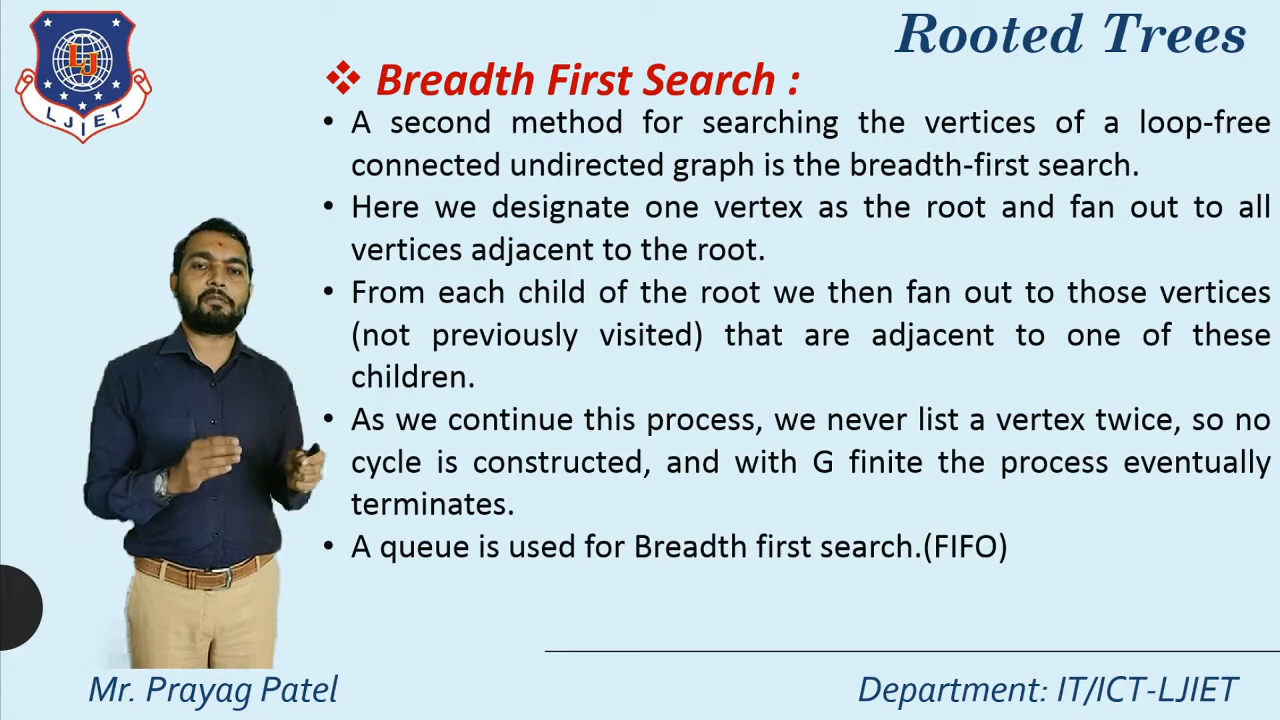 Rooted Trees
LJ
LJIET
❖ Breadth First Search :
• A second method for searching the vertices of a loop-free
connected undirected graph is the breadth-first search.
• Here we designate one vertex as the root and fan out to all
vertices adjacent to the root.
• From each child of the root we then fan out to those vertices
(not previously visited) that are adjacent to one of these
children.
• As we continue this process, we never list a vertex twice, so no
cycle is constructed, and with G finite the process eventually
terminates.
• A queue is used for Breadth first search.(FIFO)
Mr. Prayag Patel
Department: IT/ICT-LJIET